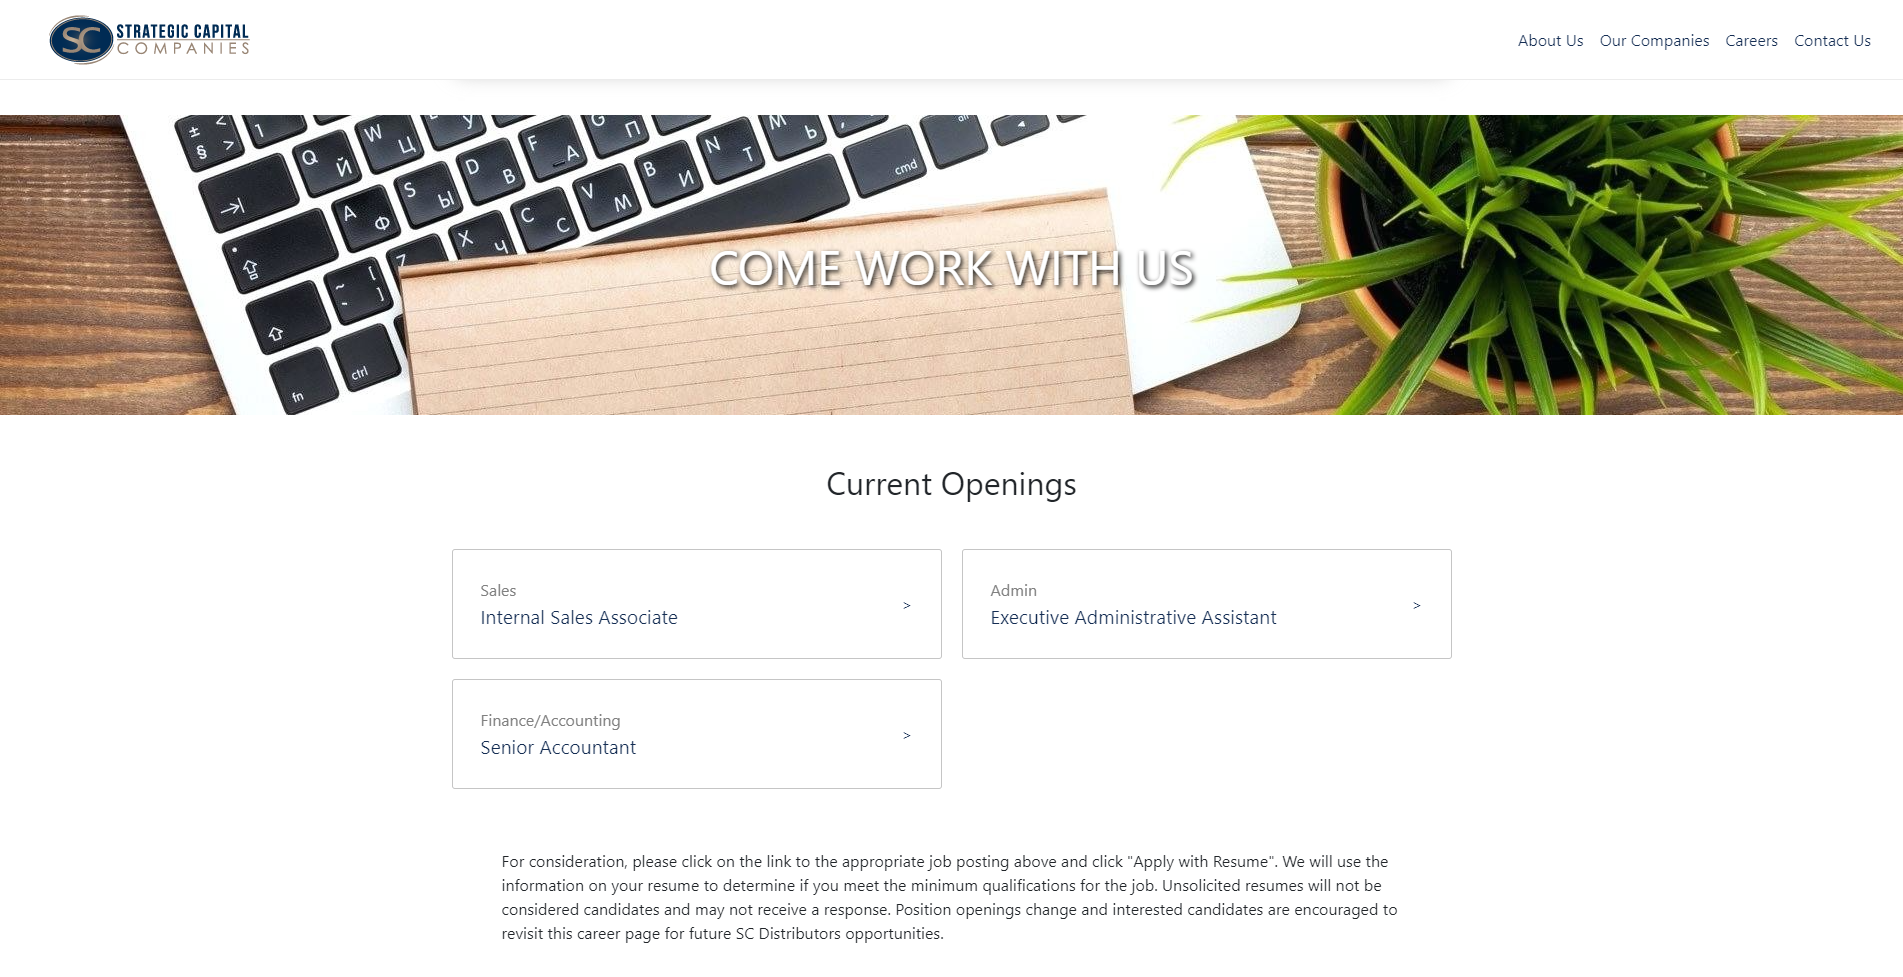 SC STRATEGIC CAPITAL
COMPANIES
About Us Our Companies Careers Contact Us
± < § > 1 Q Й W Ц У G П M Ь alt
→| A Ф S Ы D В F _ А V М B И N Т cmd
Z X Ч C С
~ [ ]
fn ctrl
COME WORK WITH US
Current Openings
Sales
Internal Sales Associate >
Admin
Executive Administrative Assistant >
Finance/Accounting
Senior Accountant >
For consideration, please click on the link to the appropriate job posting above and click "Apply with Resume". We will use the
information on your resume to determine if you meet the minimum qualifications for the job. Unsolicited resumes will not be
considered candidates and may not receive a response. Position openings change and interested candidates are encouraged to
revisit this career page for future SC Distributors opportunities.